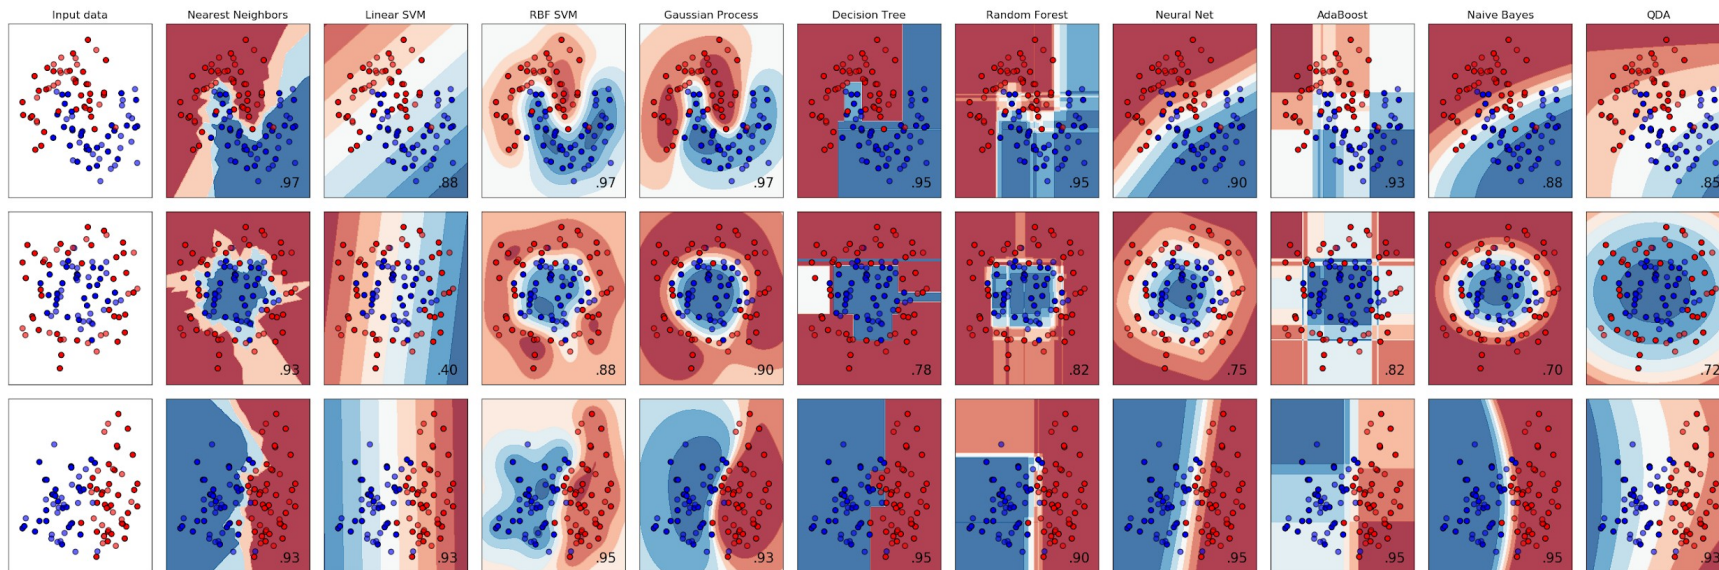 Input data Nearest Neighbors Linear SVM RBF SVM Gaussian Process Decision Tree Random Forest Neural Net AdaBoost Naive Bayes QDA
.97 .88 .97 .97 .95 .95 .90 .93 .88 .85
.93 .40 .88 .90 .78 .82 .75 .82 .70 .72
.93 .93 .95 .93 .95 .90 .95 .95 .95 .93